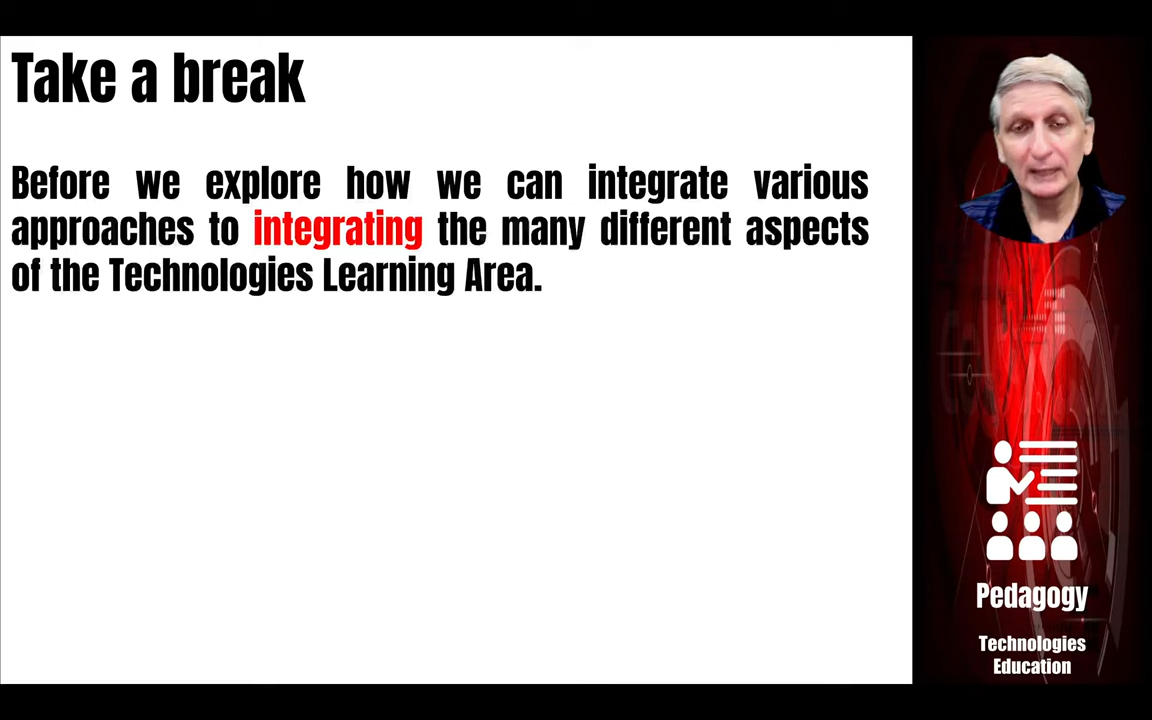 Take a break
Before we explore how we can integrate various
approaches to integrating the many different aspects
of the Technologies Learning Area.
Pedagogy
Technologies
Education